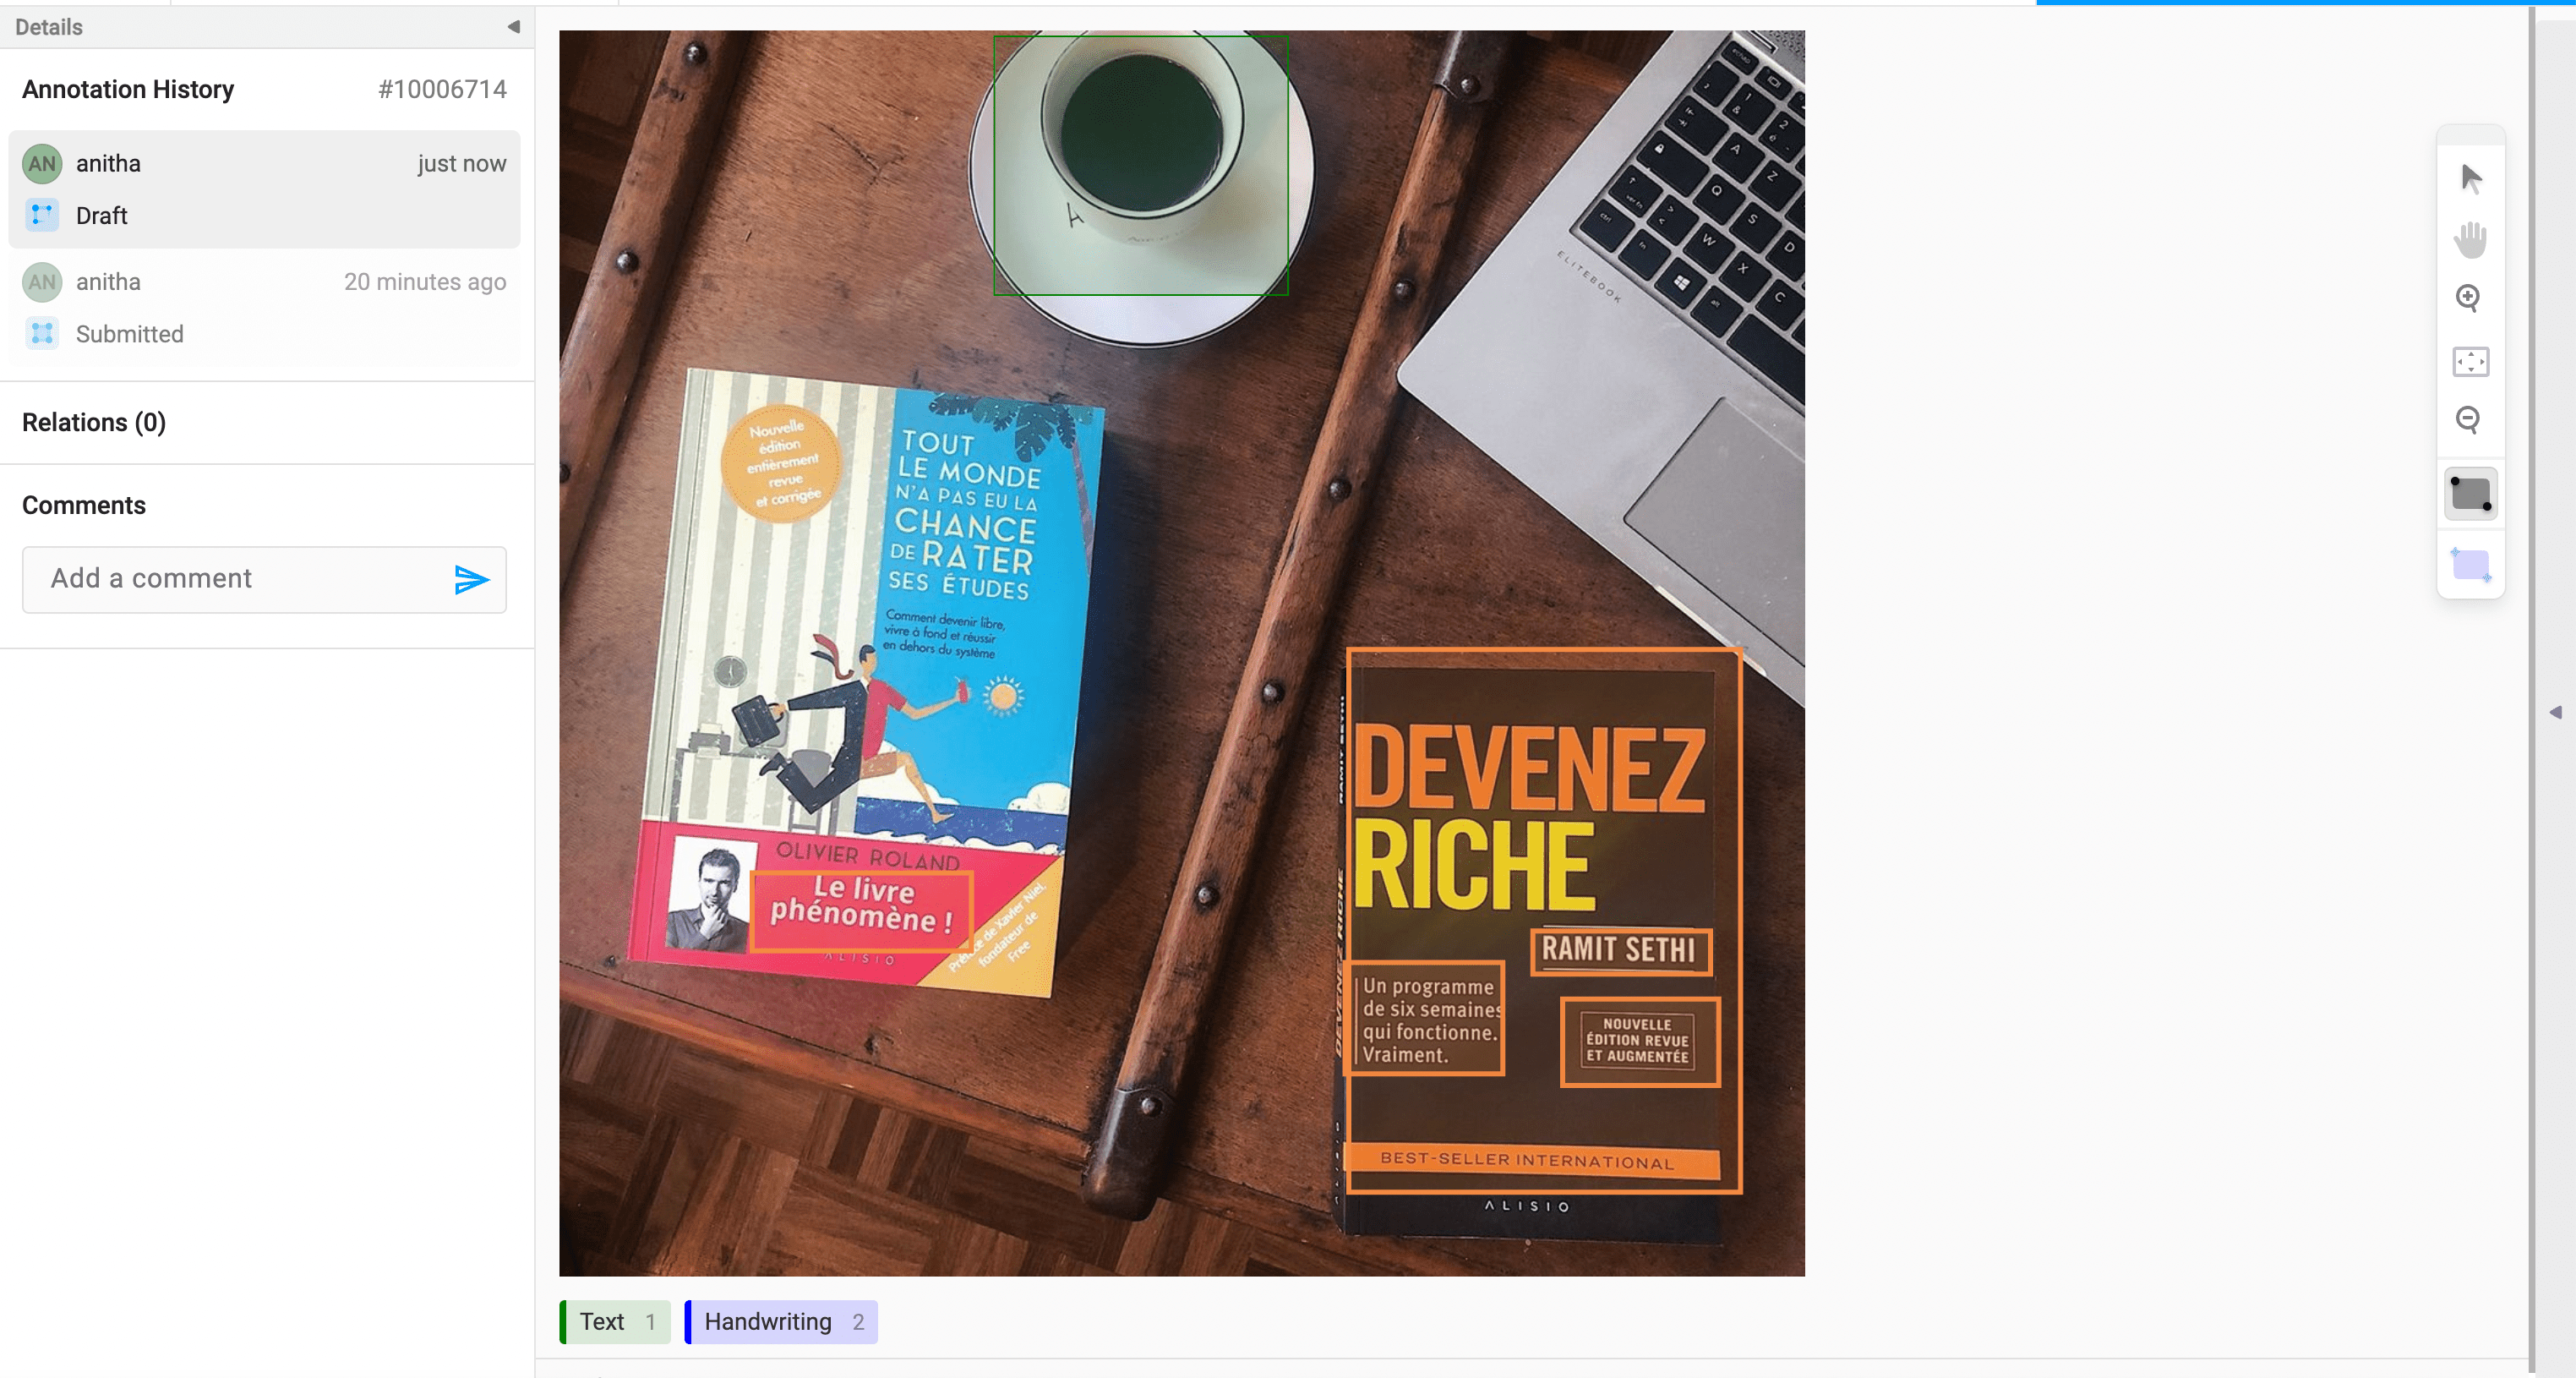 Details
Annotation History #10006714
AN anitha just now
Draft
AN anitha 20 minutes ago
Submitted
Relations (0)
Comments
Add a comment
ELITEBOOK
Nouvelle
édition
entièrement
revue
et corrigée
TOUT
LE MONDE
N'A PAS EU LA
CHANCE
DE RATER
SES ÉTUDES
Comment devenir libre,
vivre à fond et réussir
en dehors du système
OLIVIER ROLAND
Le livre
phénomène !
ALISIO
Préface de Xavier Niel,
fondateur de
Free
RAMIT SETHI
DEVENEZ RICHE
DEVENEZ
RICHE
RAMIT SETHI
Un programme
de six semaines
qui fonctionne.
Vraiment.
NOUVELLE
ÉDITION REVUE
ET AUGMENTÉE
BEST-SELLER INTERNATIONAL
ALISIO
Text 1
Handwriting 2